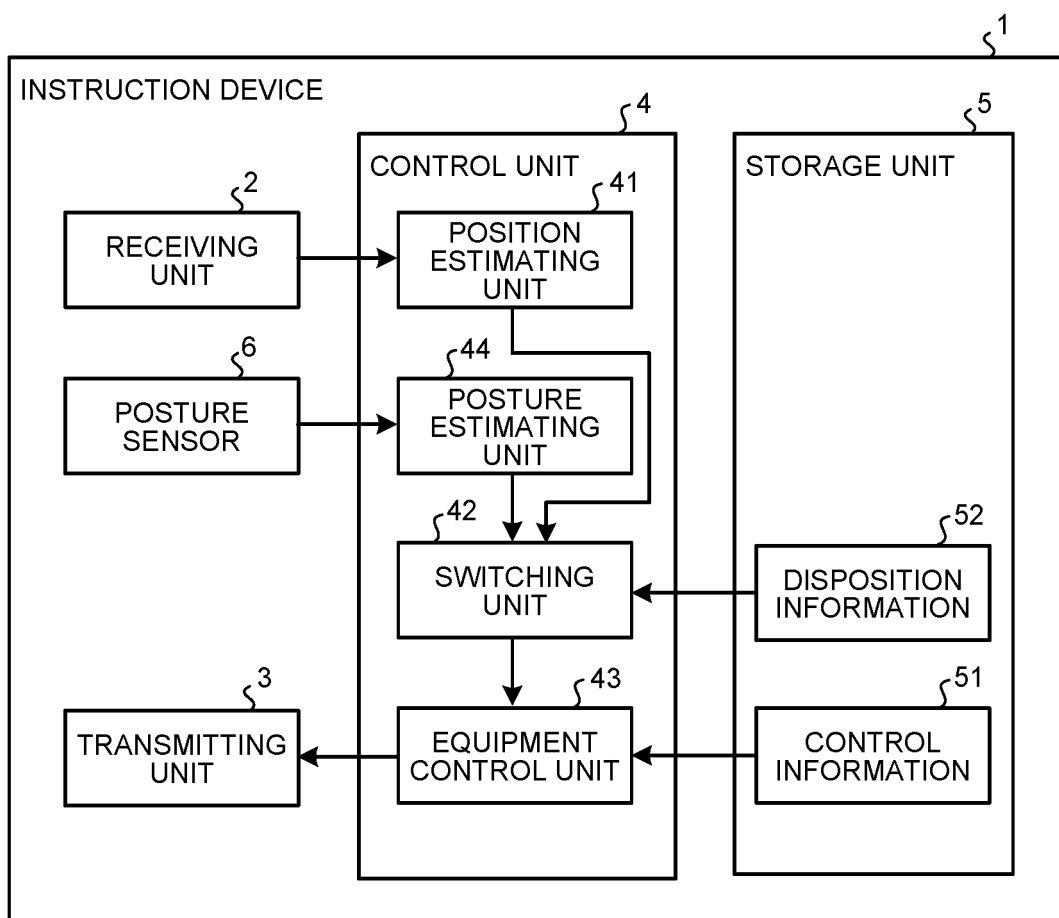 1
INSTRUCTION DEVICE
4
CONTROL UNIT
5
STORAGE UNIT
2
RECEIVING
UNIT
41
POSITION
ESTIMATING
UNIT
6
POSTURE
SENSOR
44
POSTURE
ESTIMATING
UNIT
42
SWITCHING
UNIT
52
DISPOSITION
INFORMATION
3
TRANSMITTING
UNIT
43
EQUIPMENT
CONTROL UNIT
51
CONTROL
INFORMATION